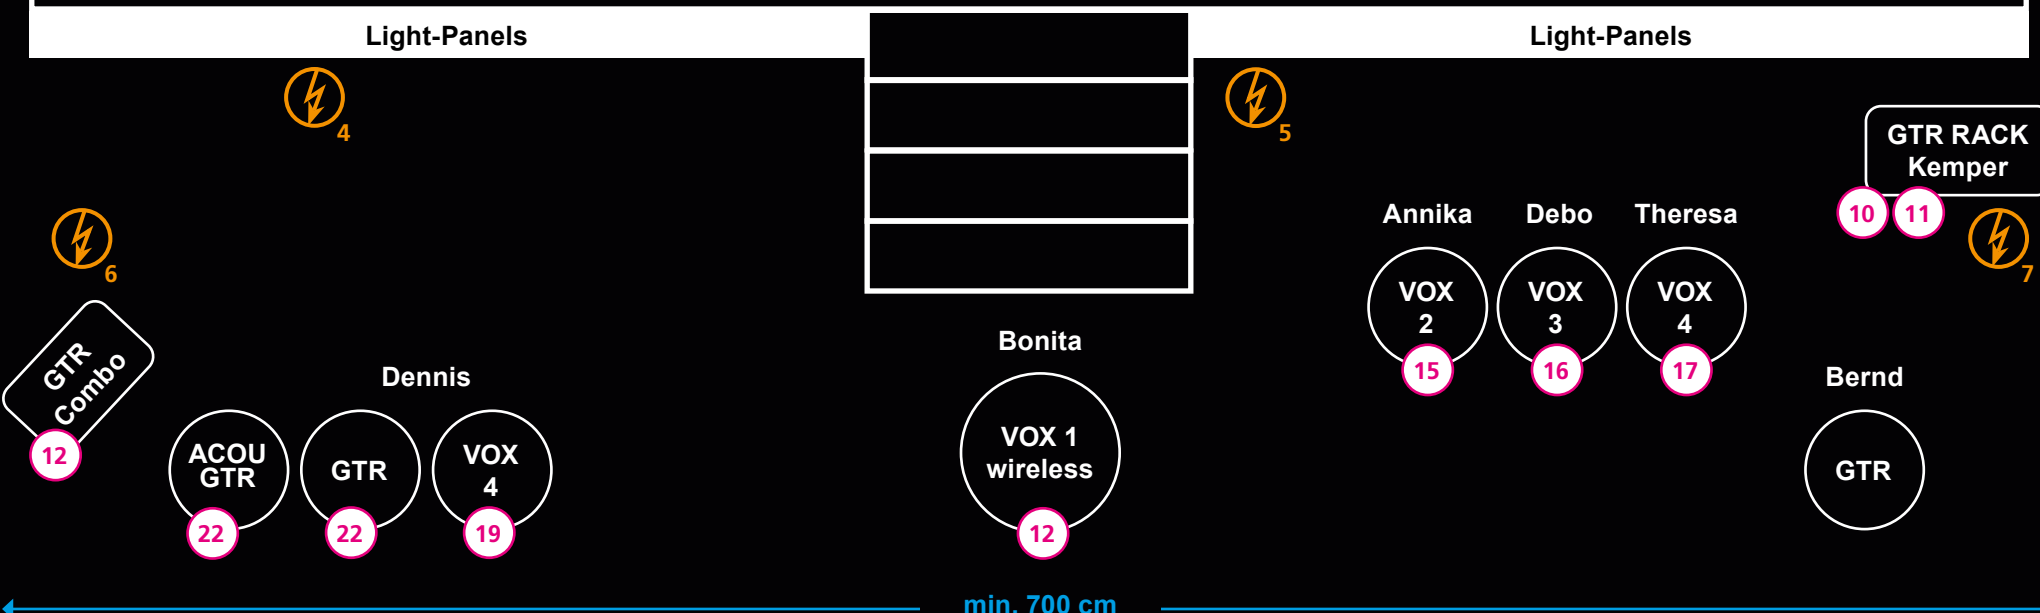 Light-Panels
Light-Panels
4
5
GTR RACK
Kemper
10
11
7
6
Annika
Debo
Theresa
VOX
2
15
VOX
3
16
VOX
4
17
GTR
Combo
12
Dennis
ACOU
GTR
22
GTR
22
VOX
4
19
Bonita
VOX 1
wireless
12
Bernd
GTR
min. 700 cm